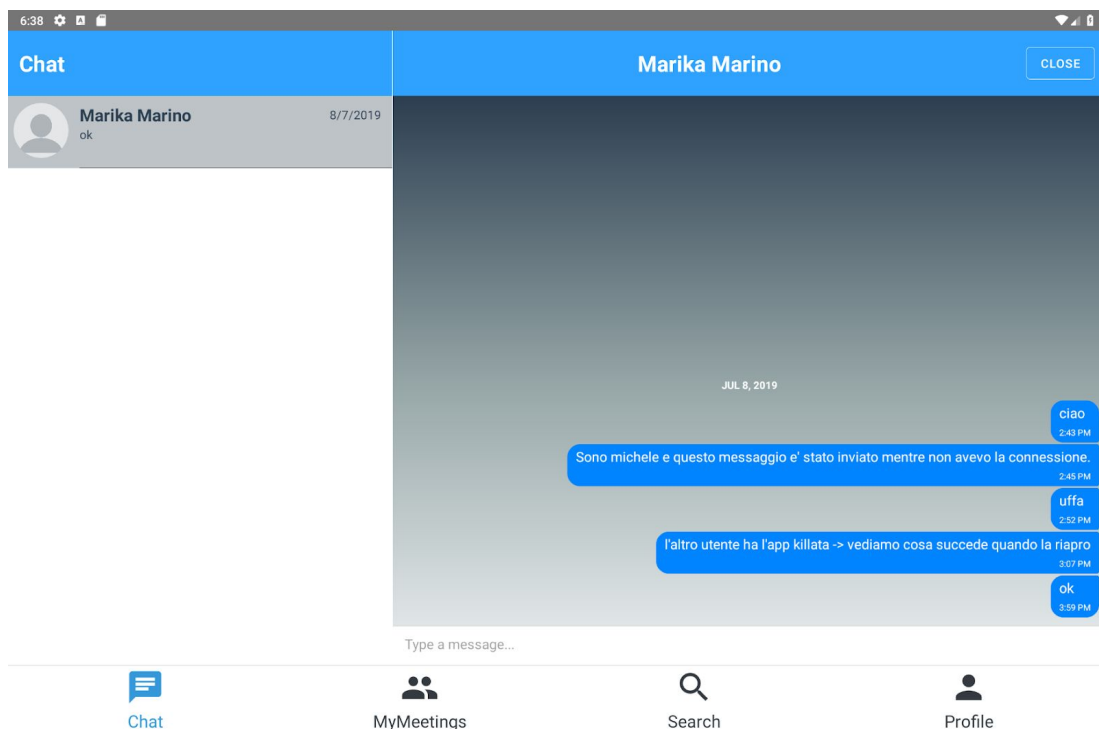 6:38
Chat
Marika Marino
CLOSE
Marika Marino
8/7/2019
ok
JUL 8, 2019
ciao
2:43 PM
Sono michele e questo messaggio e' stato inviato mentre non avevo la connessione.
2:45 PM
uffa
2:52 PM
l'altro utente ha l'app killata -> vediamo cosa succede quando la riapro
3:07 PM
ok
3:59 PM
Type a message...
Chat
MyMeetings
Search
Profile